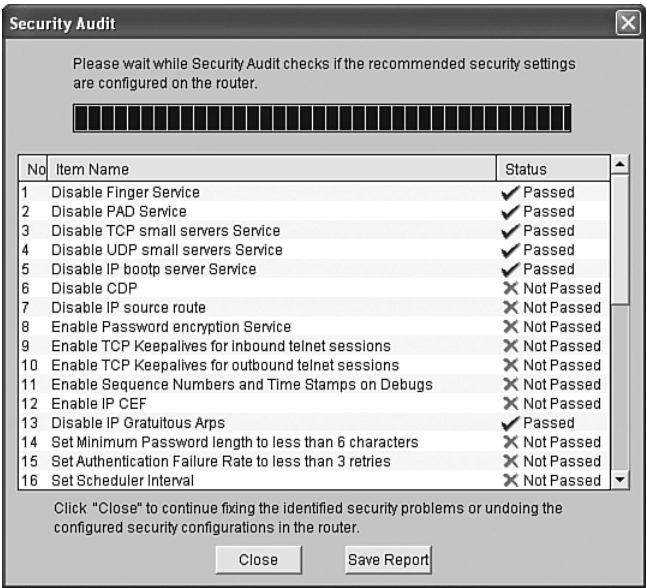 Security Audit
Please wait while Security Audit checks if the recommended security settings
are configured on the router.
No Item Name Status
1 Disable Finger Service Passed
2 Disable PAD Service Passed
3 Disable TCP small servers Service Passed
4 Disable UDP small servers Service Passed
5 Disable IP bootp server Service Passed
6 Disable CDP Not Passed
7 Disable IP source route Not Passed
8 Enable Password encryption Service Not Passed
9 Enable TCP Keepalives for inbound telnet sessions Not Passed
10 Enable TCP Keepalives for outbound telnet sessions Not Passed
11 Enable Sequence Numbers and Time Stamps on Debugs Not Passed
12 Enable IP CEF Not Passed
13 Disable IP Gratuitous Arps Passed
14 Set Minimum Password length to less than 6 characters Not Passed
15 Set Authentication Failure Rate to less than 3 retries Not Passed
16 Set Scheduler Interval Not Passed
Click "Close" to continue fixing the identified security problems or undoing the
configured security configurations in the router.
Close Save Report